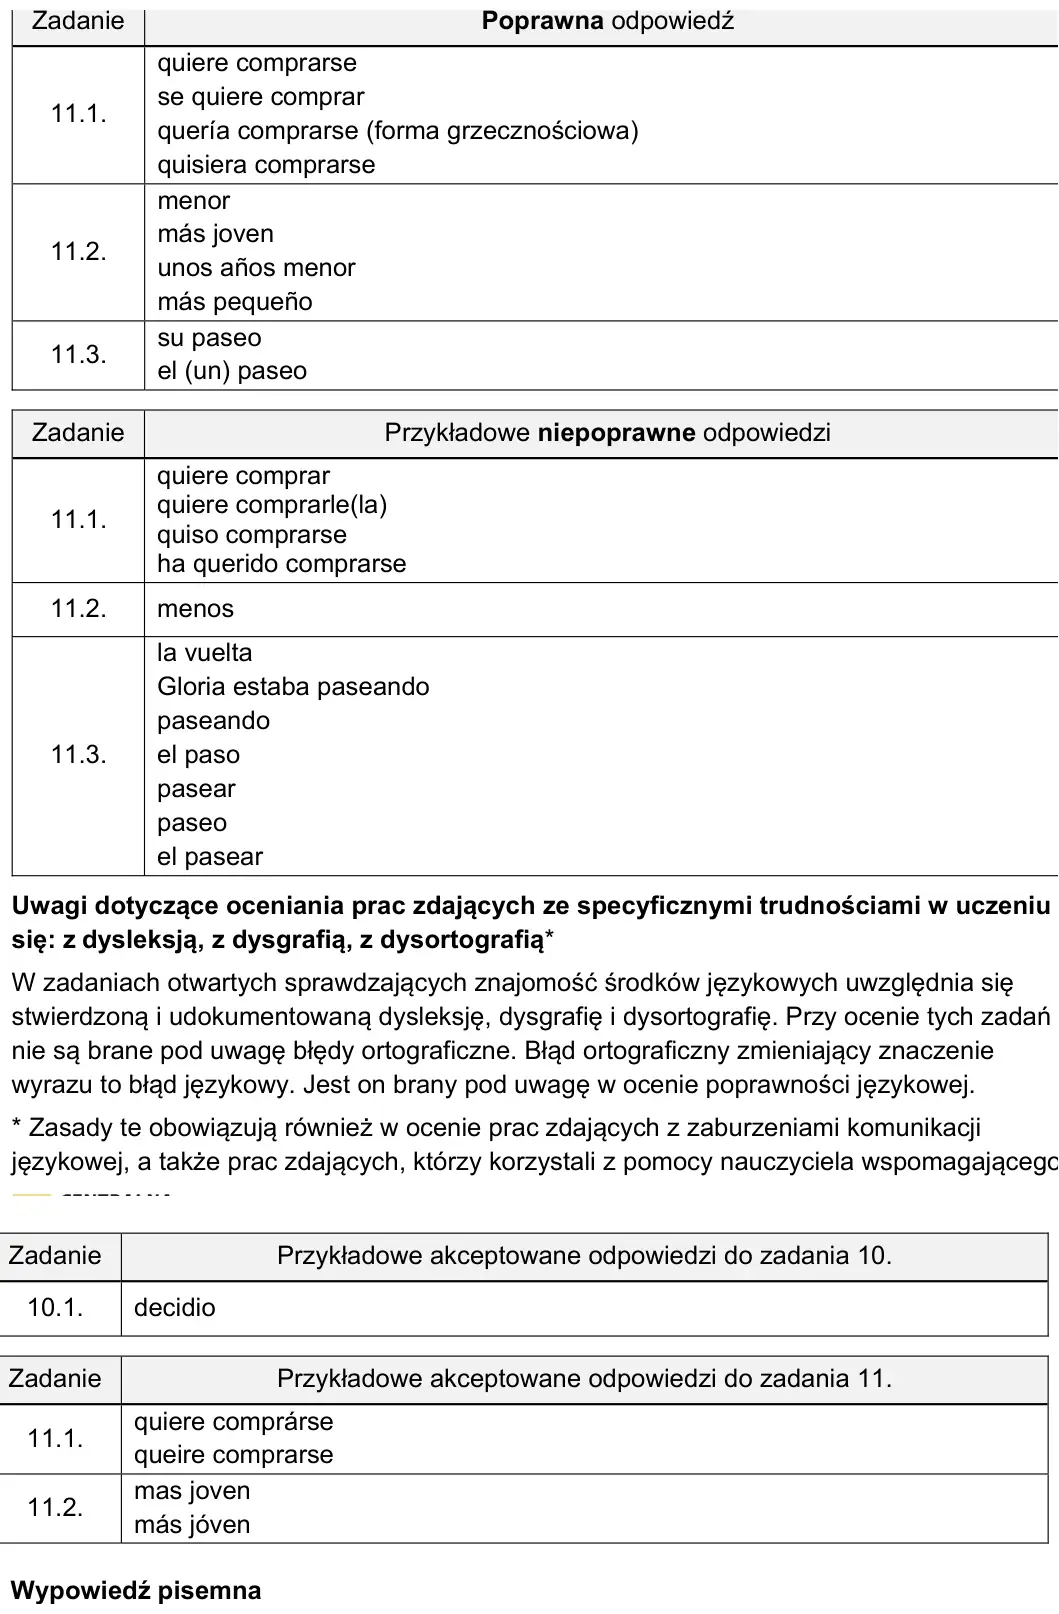 Zadanie Poprawna odpowiedź
11.1.
quiere comprarse
se quiere comprar
quería comprarse (forma grzecznościowa)
quisiera comprarse
11.2.
menor
más joven
unos años menor
más pequeño
11.3.
su paseo
el (un) paseo
Zadanie Przykładowe niepoprawne odpowiedzi
11.1.
quiere comprar
quiere comprarle(la)
quiso comprarse
ha querido comprarse
11.2. menos
11.3.
la vuelta
Gloria estaba paseando
paseando
el paso
pasear
paseo
el pasear
Uwagi dotyczące oceniania prac zdających ze specyficznymi trudnościami w uczeniu
się: z dysleksją, z dysgrafią, z dysortografią*
W zadaniach otwartych sprawdzających znajomość środków językowych uwzględnia się
stwierdzoną i udokumentowaną dysleksję, dysgrafię i dysortografię. Przy ocenie tych zadań
nie są brane pod uwagę błędy ortograficzne. Błąd ortograficzny zmieniający znaczenie
wyrazu to błąd językowy. Jest on brany pod uwagę w ocenie poprawności językowej.
* Zasady te obowiązują również w ocenie prac zdających z zaburzeniami komunikacji
językowej, a także prac zdających, którzy korzystali z pomocy nauczyciela wspomagającego
CENTRALNA
Zadanie Przykładowe akceptowane odpowiedzi do zadania 10.
10.1. decidio
Zadanie Przykładowe akceptowane odpowiedzi do zadania 11.
11.1.
quiere comprárse
queire comprarse
11.2.
mas joven
más jóven
Wypowiedź pisemna